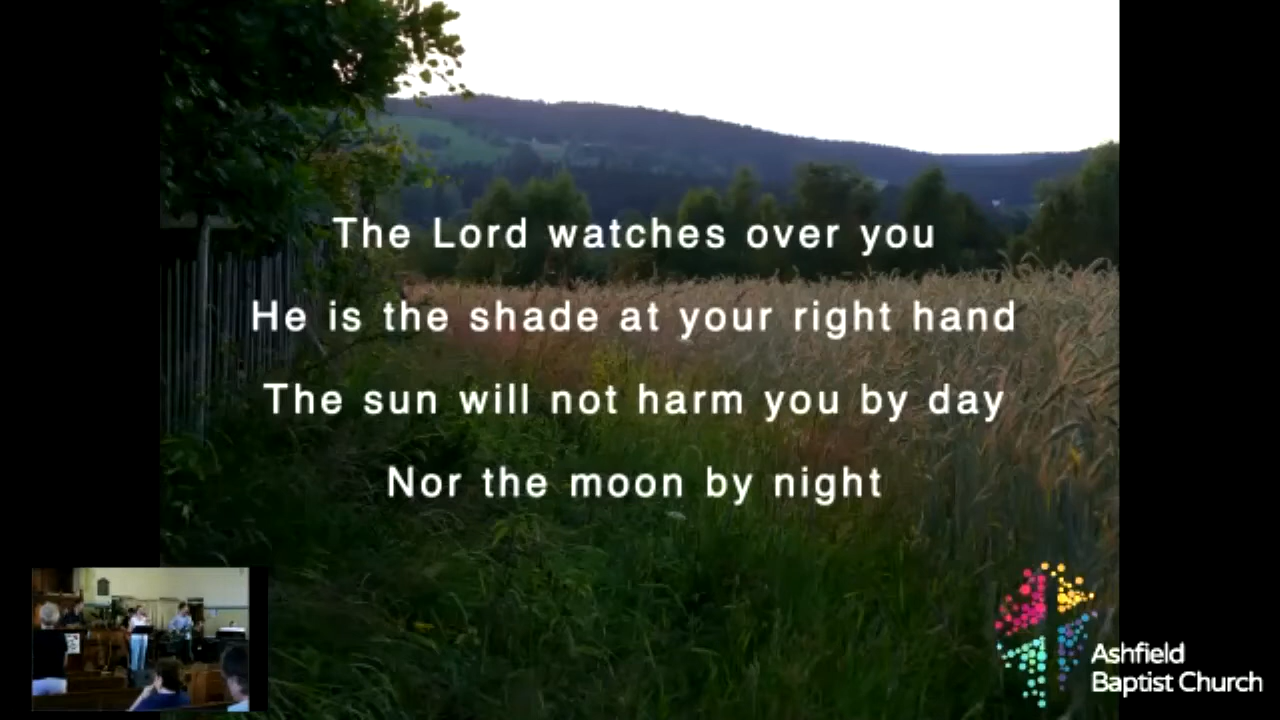 The Lord watches over you
He is the shade at your right hand
The sun will not harm you by day
Nor the moon by night
Ashfield
Baptist Church